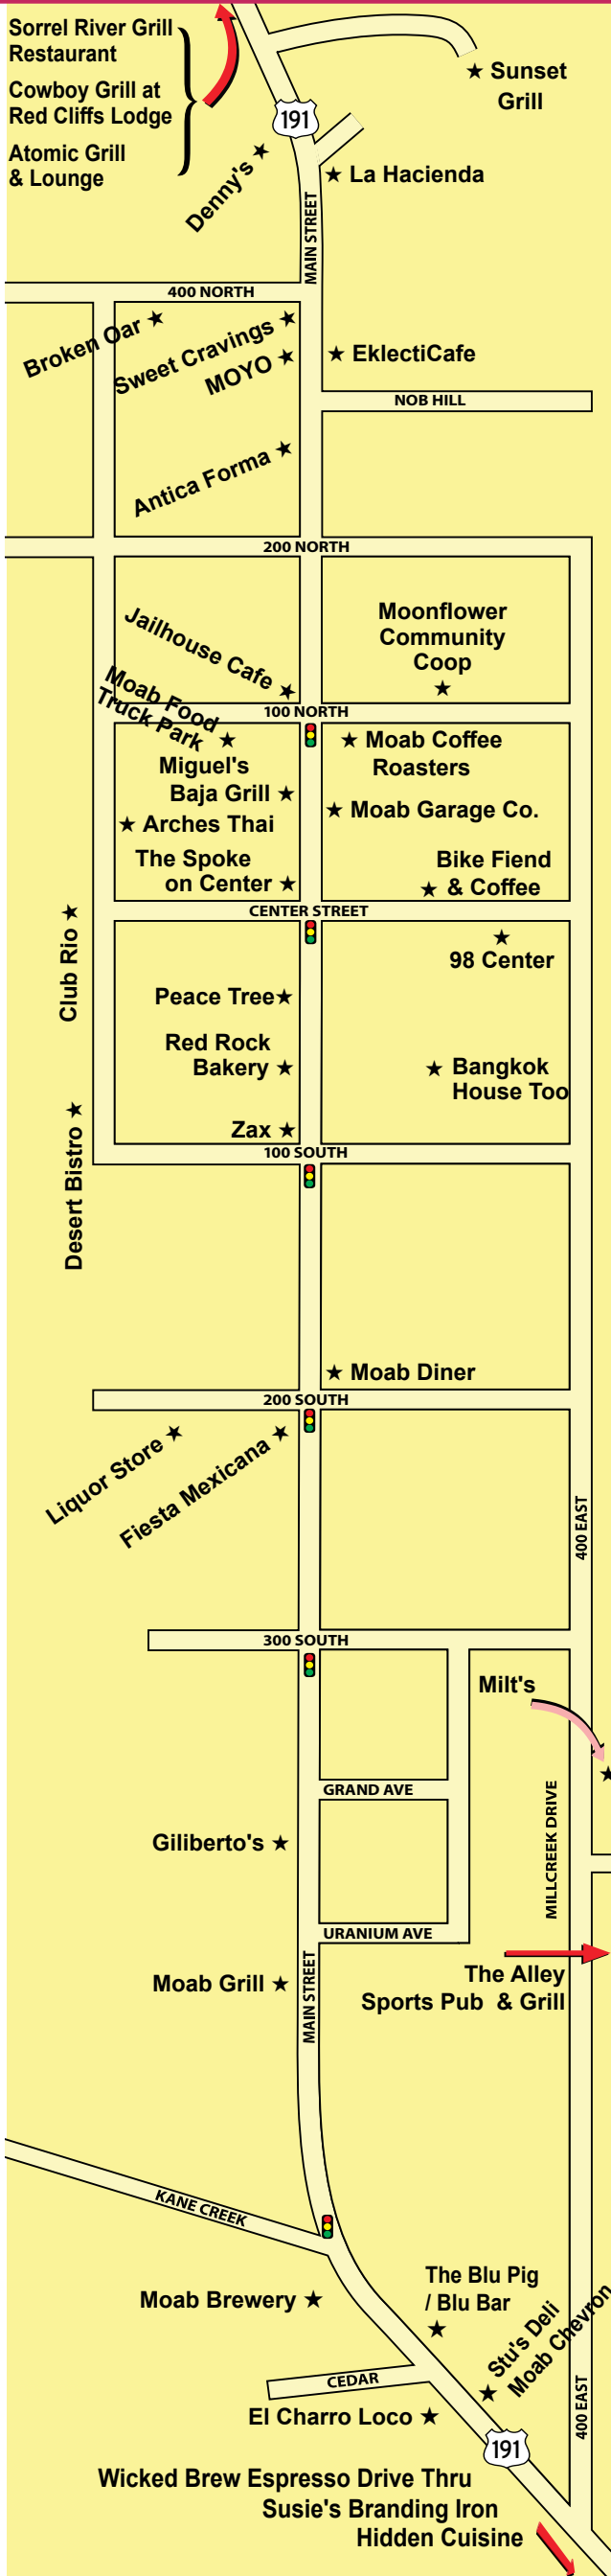 Sorrel River Grill
Restaurant
Cowboy Grill at
Red Cliffs Lodge
Atomic Grill
& Lounge
★ Sunset
Grill
191
Denny's ★
★ La Hacienda
MAIN STREET
400 NORTH
Broken Oar ★
Sweet Cravings ★
MOYO ★
★ EklectiCafe
NOB HILL
Antica Forma ★
200 NORTH
Jailhouse Cafe ★
Moonflower
Community
Coop
★
100 NORTH
Moab Food
Truck Park ★
★ Moab Coffee
Roasters
Miguel's
Baja Grill ★
★ Moab Garage Co.
★ Arches Thai
The Spoke
on Center ★
Bike Fiend
★ & Coffee
CENTER STREET
Club Rio ★
★
98 Center
Peace Tree★
Red Rock
Bakery ★
★ Bangkok
House Too
Zax ★
100 SOUTH
Desert Bistro ★
★ Moab Diner
200 SOUTH
Liquor Store ★
Fiesta Mexicana ★
400 EAST
300 SOUTH
Milt's
★
GRAND AVE
MILLCREEK DRIVE
Giliberto's ★
URANIUM AVE
MAIN STREET
Moab Grill ★
The Alley
Sports Pub & Grill
KANE CREEK
Moab Brewery ★
The Blu Pig
/ Blu Bar
★
Stu's Deli
Moab Chevron
★
CEDAR
El Charro Loco ★
400 EAST
191
Wicked Brew Espresso Drive Thru
Susie's Branding Iron
Hidden Cuisine